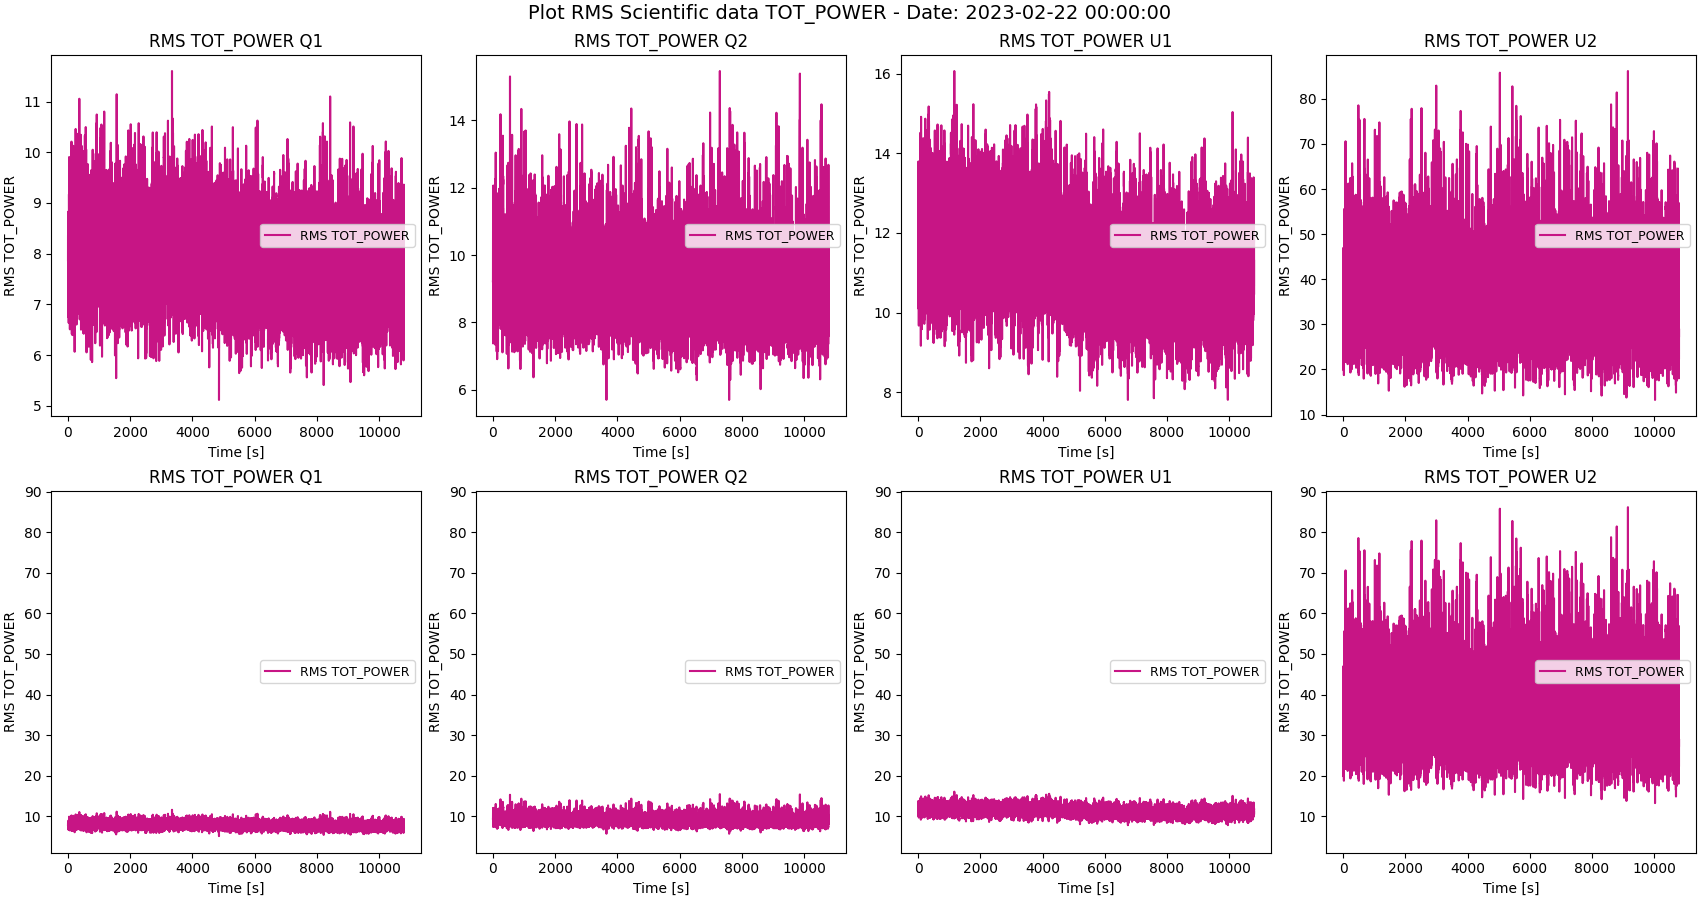 Plot RMS Scientific data TOT_POWER - Date: 2023-02-22 00:00:00
RMS TOT_POWER Q1
RMS TOT_POWER
11
10
9
8
7
6
5
RMS TOT_POWER
0 2000 4000 6000 8000 10000
Time [s]
RMS TOT_POWER Q2
RMS TOT_POWER
14
12
10
8
6
RMS TOT_POWER
0 2000 4000 6000 8000 10000
Time [s]
RMS TOT_POWER U1
RMS TOT_POWER
16
14
12
10
8
RMS TOT_POWER
0 2000 4000 6000 8000 10000
Time [s]
RMS TOT_POWER U2
RMS TOT_POWER
80
70
60
50
40
30
20
10
RMS TOT_POWER
0 2000 4000 6000 8000 10000
Time [s]
RMS TOT_POWER Q1
RMS TOT_POWER
90
80
70
60
50
40
30
20
10
RMS TOT_POWER
0 2000 4000 6000 8000 10000
Time [s]
RMS TOT_POWER Q2
RMS TOT_POWER
90
80
70
60
50
40
30
20
10
RMS TOT_POWER
0 2000 4000 6000 8000 10000
Time [s]
RMS TOT_POWER U1
RMS TOT_POWER
90
80
70
60
50
40
30
20
10
RMS TOT_POWER
0 2000 4000 6000 8000 10000
Time [s]
RMS TOT_POWER U2
RMS TOT_POWER
90
80
70
60
50
40
30
20
10
RMS TOT_POWER
0 2000 4000 6000 8000 10000
Time [s]